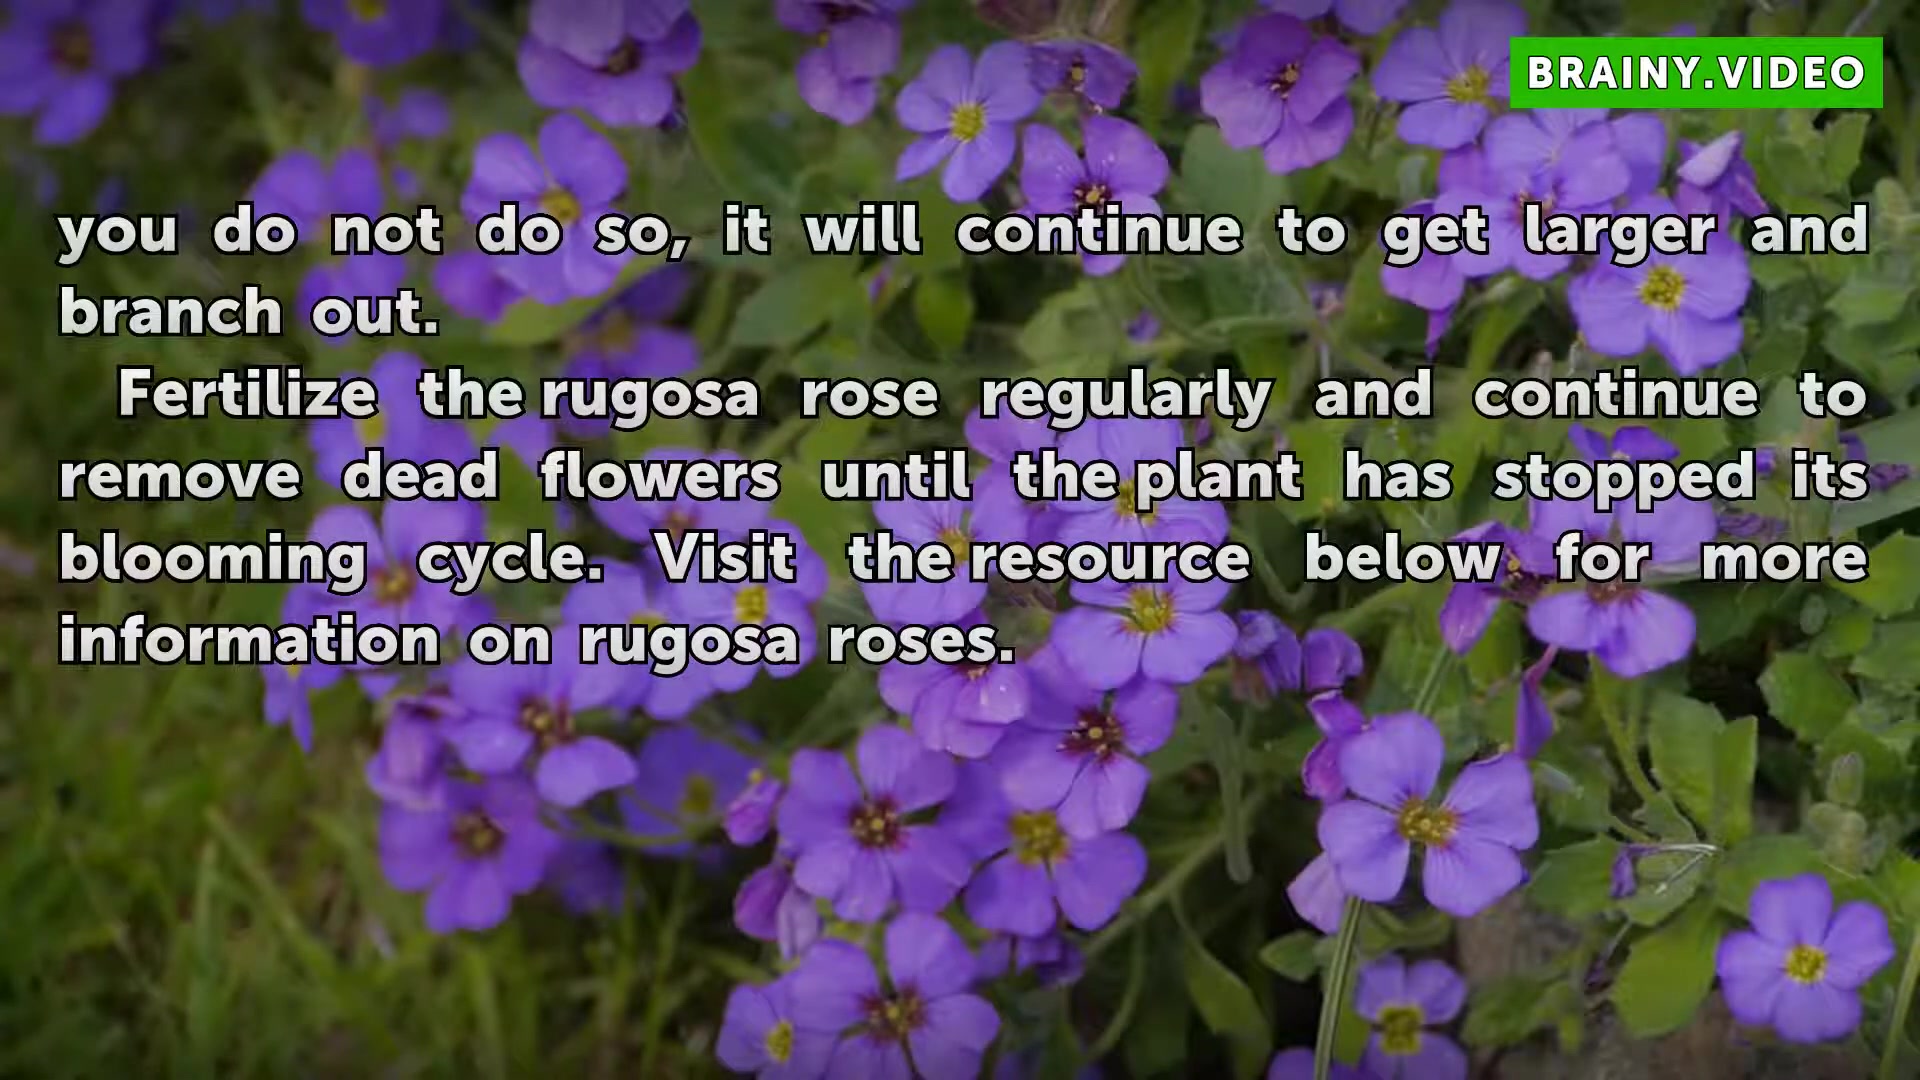 BRAINY.VIDEO
you do not do so, it will continue to get larger and
branch out.
Fertilize the rugosa rose regularly and continue to
remove dead flowers until the plant has stopped its
blooming cycle. Visit the resource below for more
information on rugosa roses.